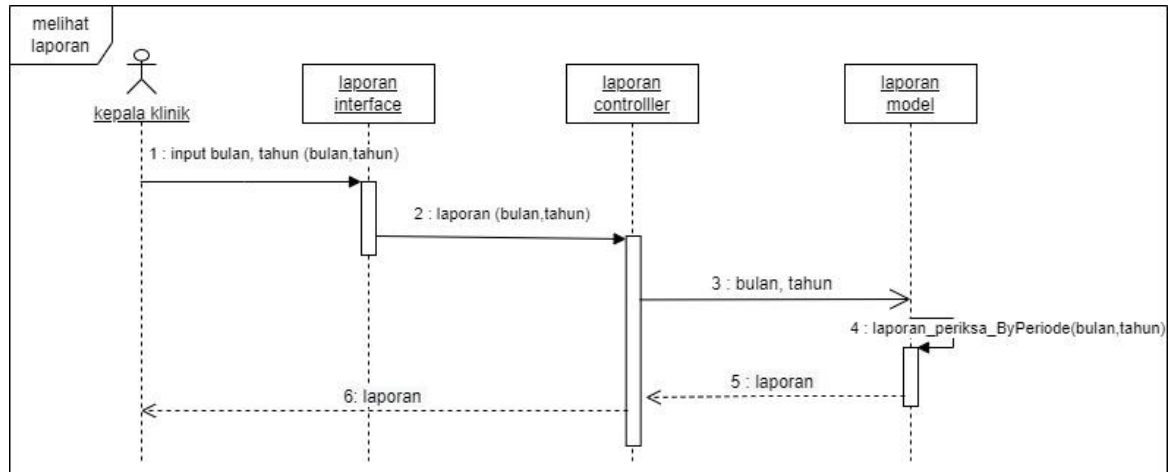 melihat
laporan
kepala klinik
laporan
interface
laporan
controlller
laporan
model
1 : input bulan, tahun (bulan,tahun)
2 : laporan (bulan,tahun)
3 : bulan, tahun
4 : laporan_periksa_ByPeriode(bulan,tahun)
5 : laporan
6: laporan